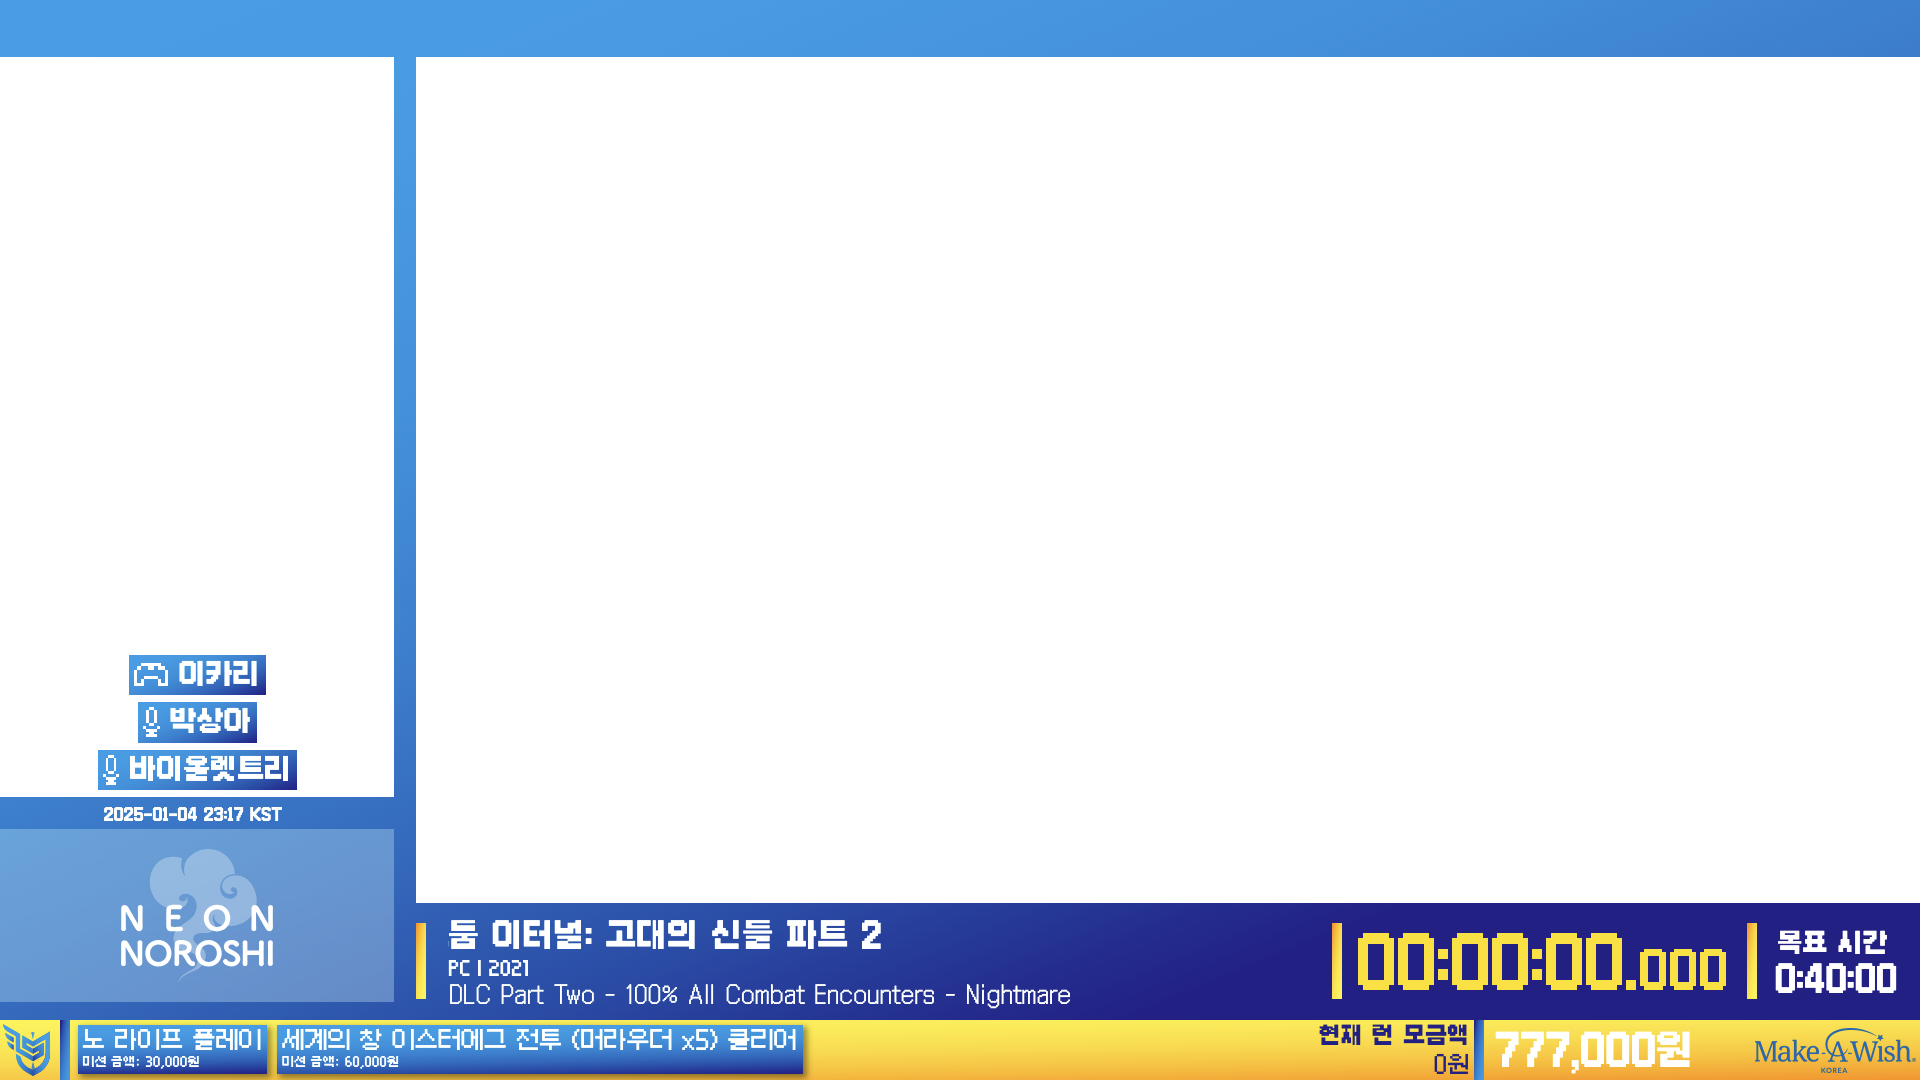 이카리
박상아
바이올렛트리
2025-01-04 23:17 KST
NEON
NOROSHI
둠 이터널: 고대의 신들 파트 2
PC | 2021
DLC Part Two - 100% All Combat Encounters - Nightmare
00:00:00.000
목표 시간
0:40:00
노 라이프 플레이
미션 금액: 30,000원
세계의 창 이스터에그 전투 (머라우더 x5) 클리어
미션 금액: 60,000원
현재 런 모금액
0원
777,000원
Make-A-Wish®
KOREA